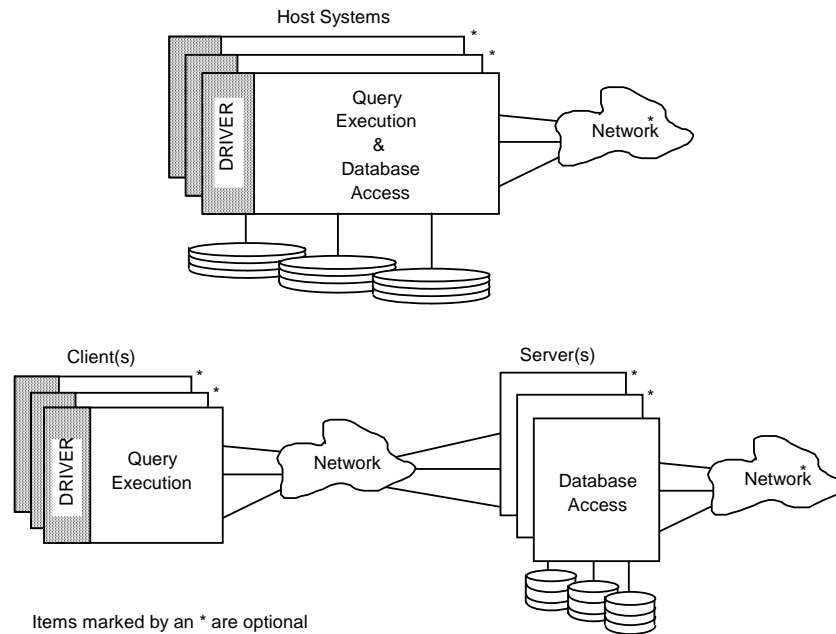 Host Systems
*
*
DRIVER
Query
Execution
&
Database
Access
Network*
Client(s)
*
*
DRIVER
Query
Execution
Network
Server(s)
*
*
Database
Access
Network*
Items marked by an * are optional